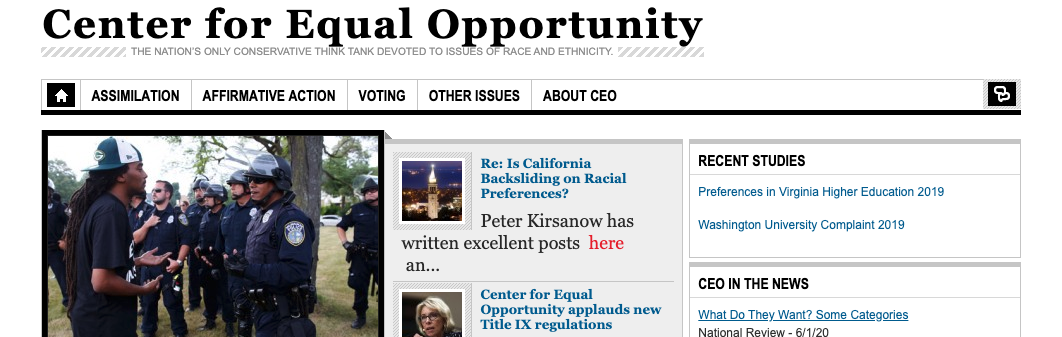 Center for Equal Opportunity
THE NATION'S ONLY CONSERVATIVE THINK TANK DEVOTED TO ISSUES OF RACE AND ETHNICITY.
ASSIMILATION AFFIRMATIVE ACTION VOTING OTHER ISSUES ABOUT CEO
Re: Is California
Backsliding on Racial
Preferences?
Peter Kirsanow has
written excellent posts here
an...
Center for Equal
Opportunity applauds new
Title IX regulations
RECENT STUDIES
Preferences in Virginia Higher Education 2019
Washington University Complaint 2019
CEO IN THE NEWS
What Do They Want? Some Categories
National Review - 6/1/20